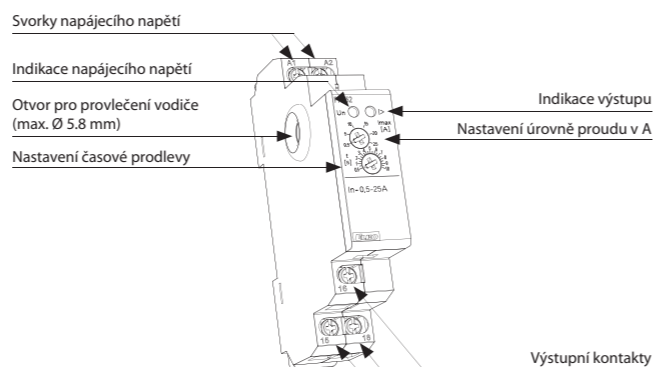 Svorky napájecího napětí
Indikace napájecího napětí
Otvor pro provlečení vodiče
(max. Ø 5.8 mm)
Nastavení časové prodlevy
A1 A2
Un
Imax
[A]
In-0,5-25A
16
Indikace výstupu
Nastavení úrovně proudu v A
18
Výstupní kontakty